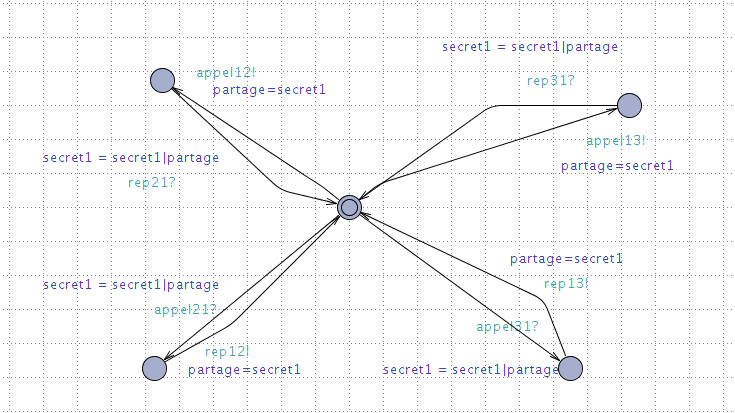 secret1 = secret1|partage
appel12!
rep31?
partage=secret1
appel13!
secret1 = secret1|partage
partage=secret1
rep21?
partage=secret1
secret1 = secret1|partage
rep13!
appel21?
appel31?
rep12!
partage=secret1
secret1 = secret1|partage